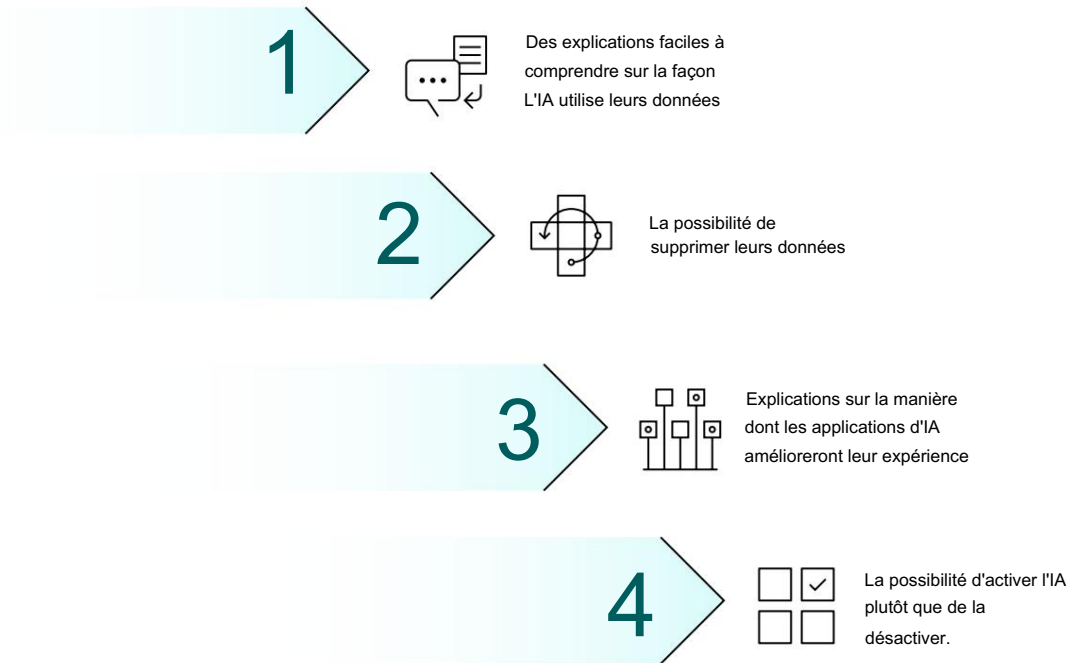 1
Des explications faciles à
comprendre sur la façon
L'IA utilise leurs données
2
La possibilité de
supprimer leurs données
3
Explications sur la manière
dont les applications d'IA
amélioreront leur expérience
4
La possibilité d'activer l'IA
plutôt que de la
désactiver.